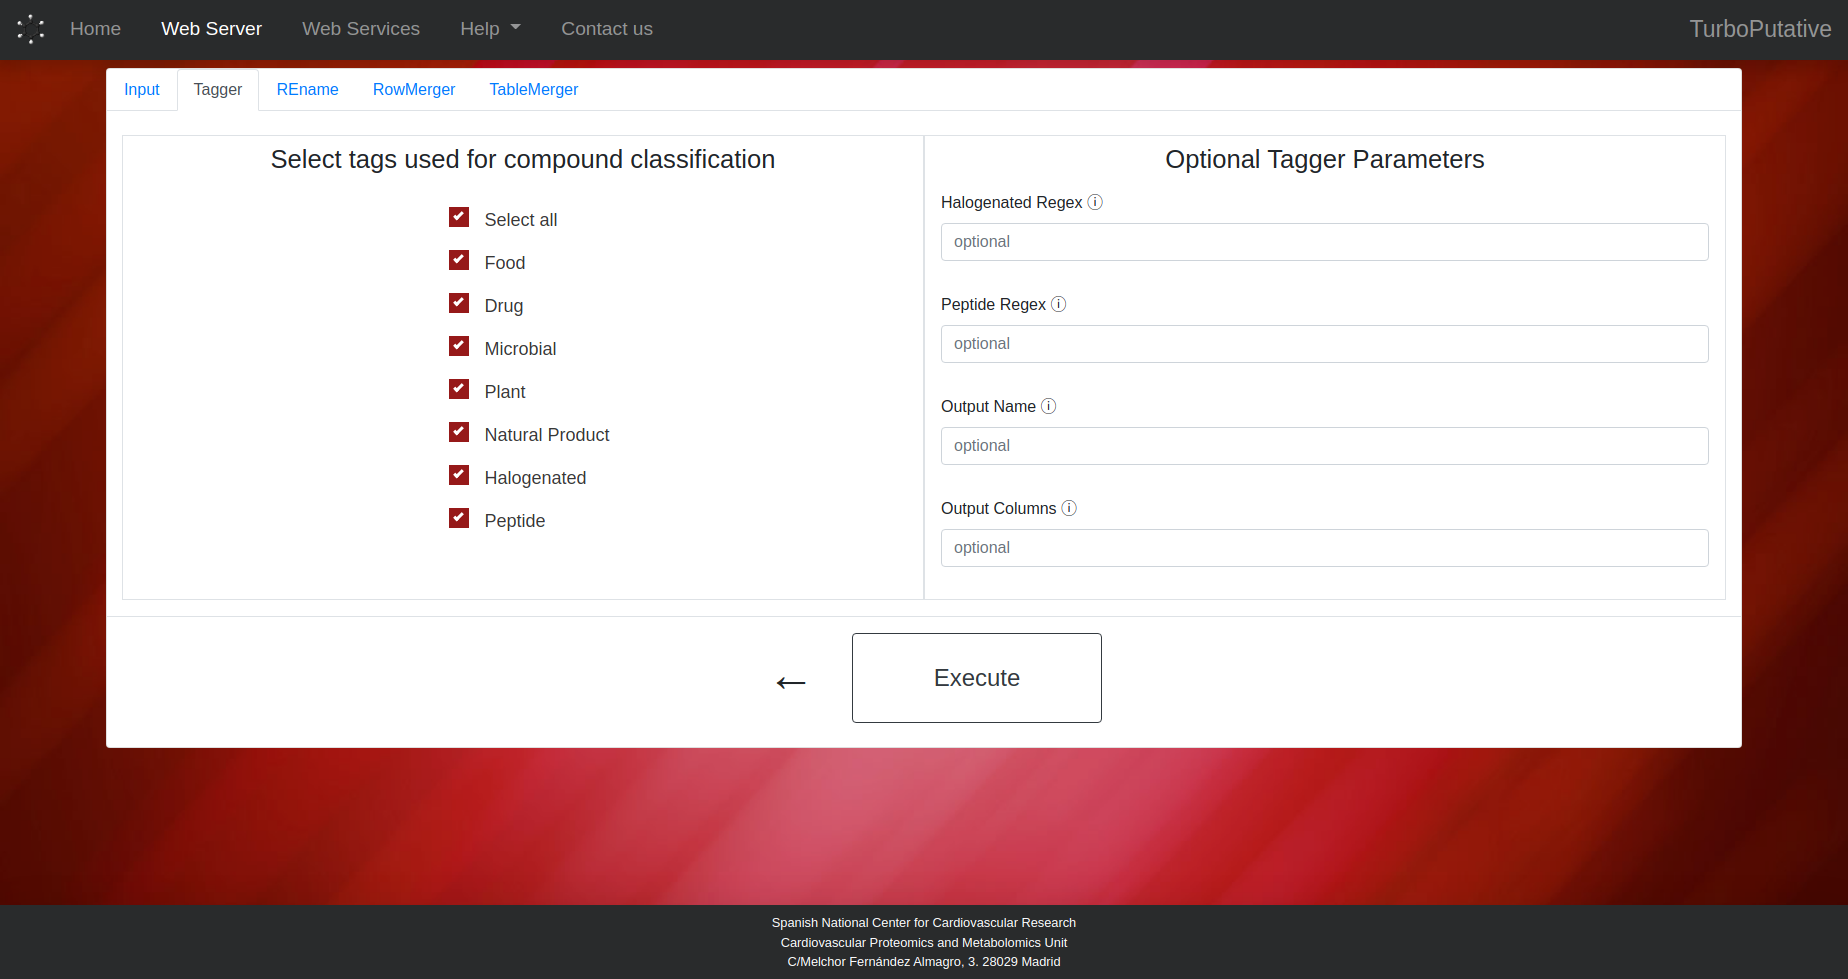 Home Web Server Web Services Help Contact us TurboPutative
Input Tagger REname RowMerger TableMerger
Select tags used for compound classification
Select all
Food
Drug
Microbial
Plant
Natural Product
Halogenated
Peptide
Optional Tagger Parameters
Halogenated Regex ⓘ
optional
Peptide Regex ⓘ
optional
Output Name ⓘ
optional
Output Columns ⓘ
optional
← Execute
Spanish National Center for Cardiovascular Research
Cardiovascular Proteomics and Metabolomics Unit
C/Melchor Fernández Almagro, 3. 28029 Madrid